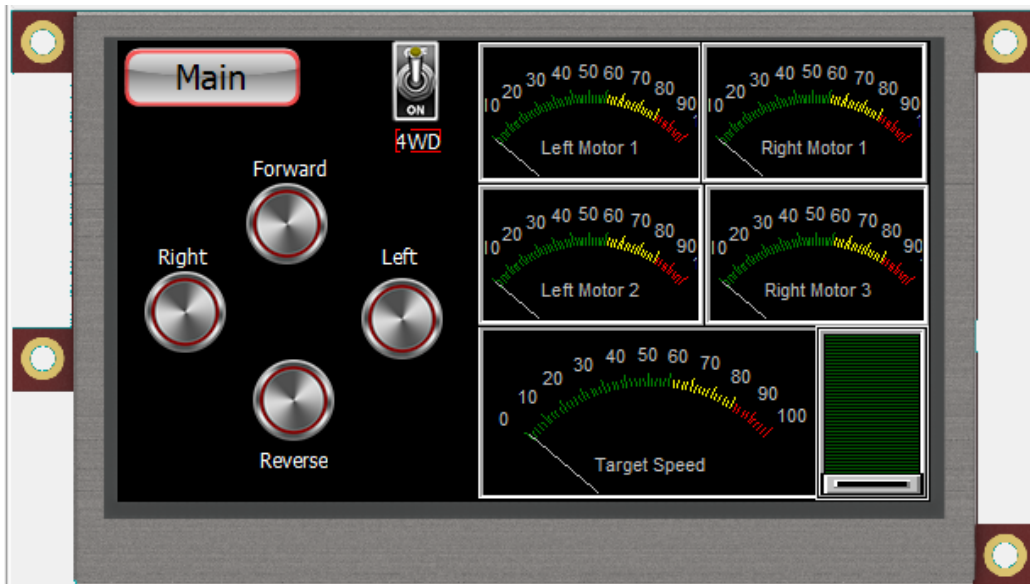 Main
ON
4WD
Forward
Right
Left
Reverse
10 20 30 40 50 60 70 80 90
Left Motor 1
10 20 30 40 50 60 70 80 90
Right Motor 1
10 20 30 40 50 60 70 80 90
Left Motor 2
10 20 30 40 50 60 70 80 90
Right Motor 3
0 10 20 30 40 50 60 70 80 90 100
Target Speed